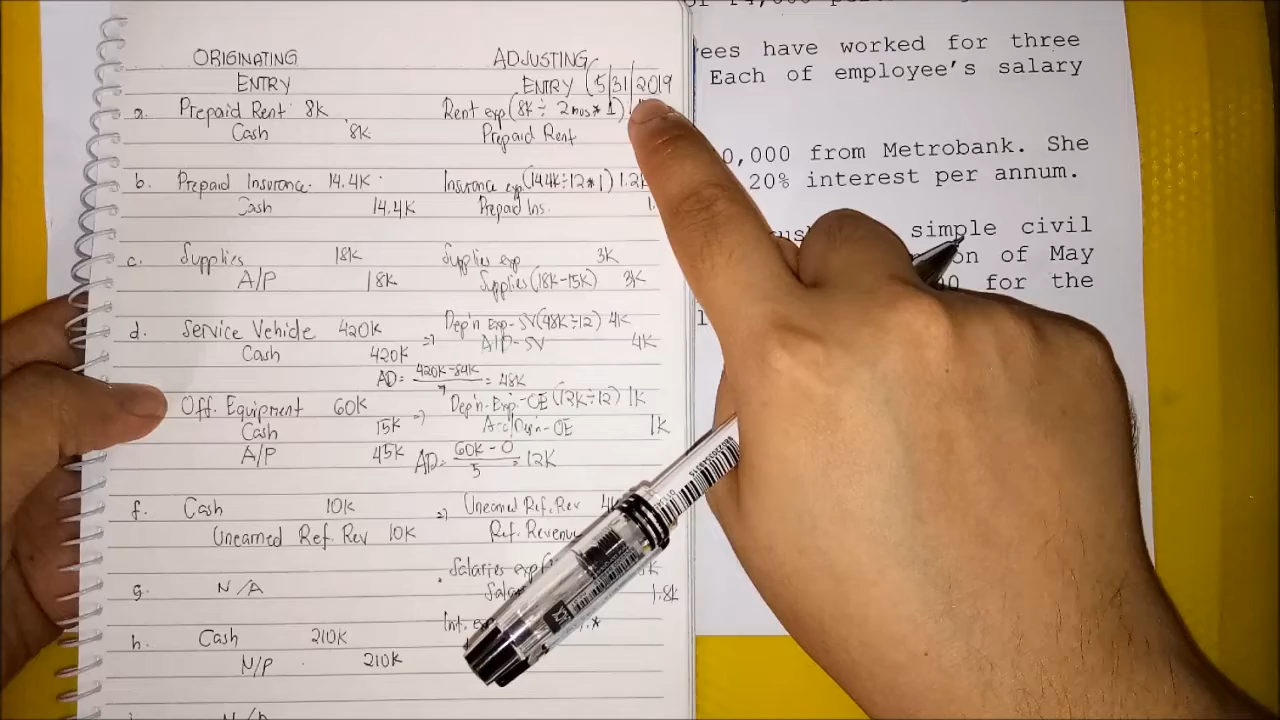 ORIGINATING ADJUSTING
ENTRY ENTRY (5|31|2019
a. Prepaid Rent 8K Rent exp (8K ÷ 2mos * 1)
Cash 8K Prepaid Rent
b. Prepaid Insurance 14.4K Insurance exp (14.4K÷12*1) 1.2K
Cash 14.4K Prepaid Ins.
c. Supplies 18K Supplies exp 3K
A/P 18K Supplies (18K-15K) 3K
d. Service Vehicle 420K => Dep'n Exp-SV (48K÷12) 4K
Cash 420K A/D-SV 4K
AD= 420K-84K / 7 = 48K
Off. Equipment 60K => Dep'n-Exp-OE (12K÷12) 1K
Cash 15K Acc/Dep'n-OE 1K
A/P 45K AD= 60K-0 / 5 = 12K
f. Cash 10K => Unearned Ref. Rev
Unearned Ref. Rev 10K Ref. Revenue
g. N/A Salaries exp
1.8K
h. Cash 210K Int.
N/P 210K
N/A
ees have worked for three
Each of employee's salary
0,000 from Metrobank. She
20% interest per annum.
simple civil
on of May
for the